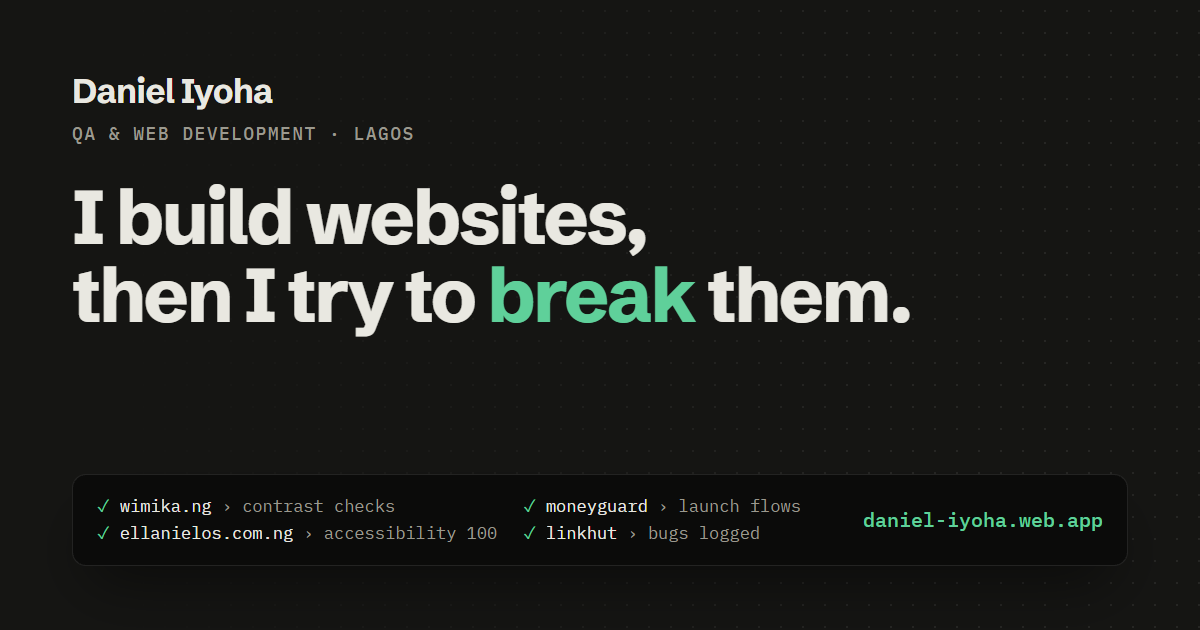 Daniel Iyoha
QA & WEB DEVELOPMENT · LAGOS
I build websites,
then I try to break them.
✓ wimika.ng › contrast checks
✓ ellanielos.com.ng › accessibility 100
✓ moneyguard › launch flows
✓ linkhut › bugs logged
daniel-iyoha.web.app